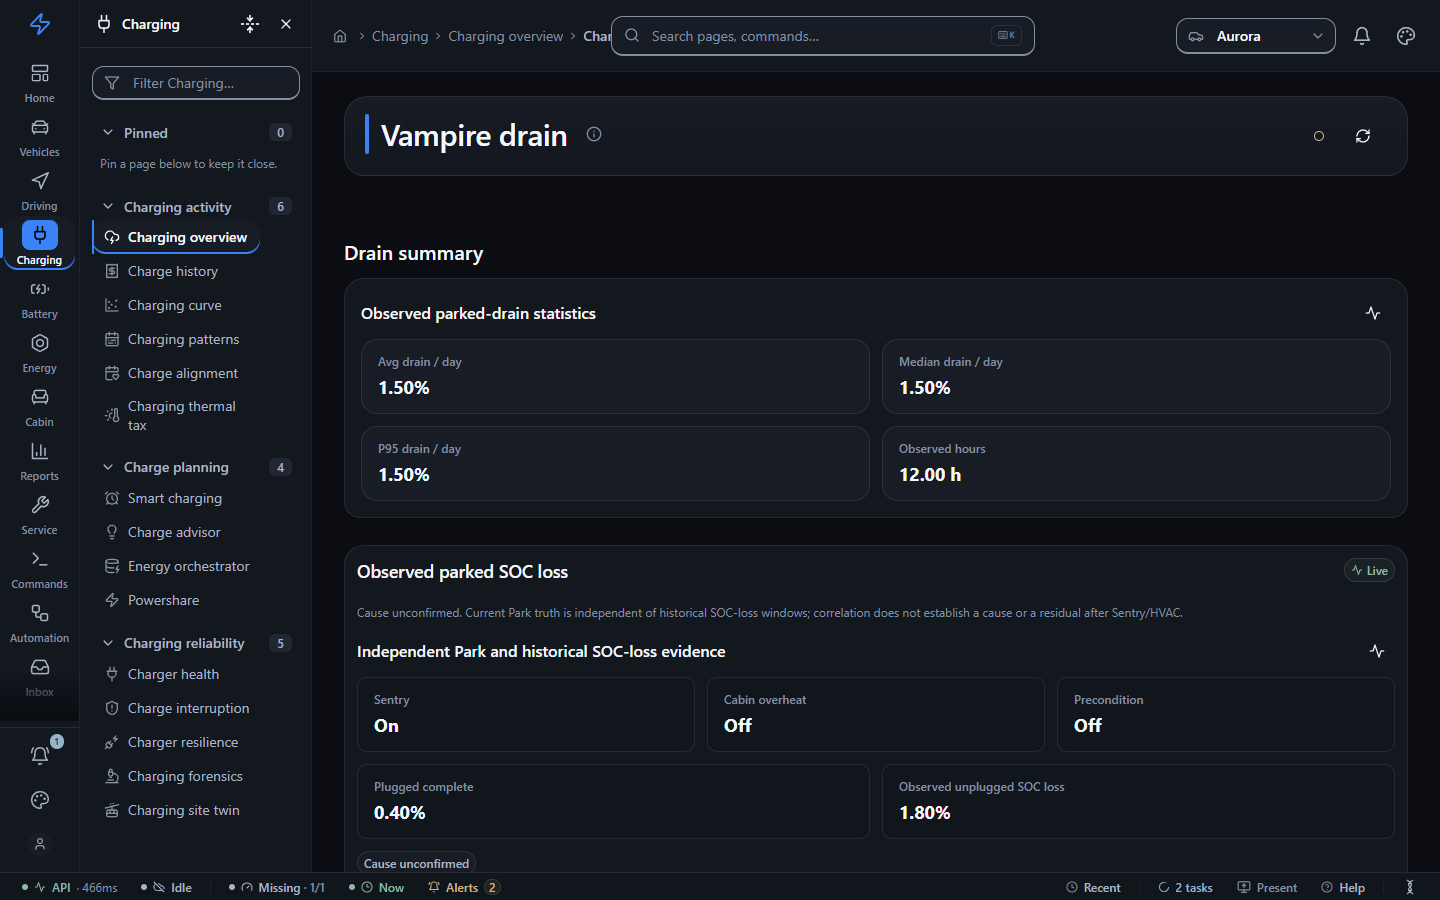 Home
Vehicles
Driving
Charging
Battery
Energy
Cabin
Reports
Service
Commands
Automation
Inbox
1
Charging
Filter Charging...
Pinned 0
Pin a page below to keep it close.
Charging activity 6
Charging overview
Charge history
Charging curve
Charging patterns
Charge alignment
Charging thermal
tax
Charge planning 4
Smart charging
Charge advisor
Energy orchestrator
Powershare
Charging reliability 5
Charger health
Charge interruption
Charger resilience
Charging forensics
Charging site twin
Charging > Charging overview > Char
Search pages, commands... K
Aurora
Vampire drain
Drain summary
Observed parked-drain statistics
Avg drain / day
1.50%
Median drain / day
1.50%
P95 drain / day
1.50%
Observed hours
12.00 h
Observed parked SOC loss
Live
Cause unconfirmed. Current Park truth is independent of historical SOC-loss windows; correlation does not establish a cause or a residual after Sentry/HVAC.
Independent Park and historical SOC-loss evidence
Sentry
On
Cabin overheat
Off
Precondition
Off
Plugged complete
0.40%
Observed unplugged SOC loss
1.80%
Cause unconfirmed
API · 466ms
Idle
Missing · 1/1
Now
Alerts 2
Recent
2 tasks
Present
Help